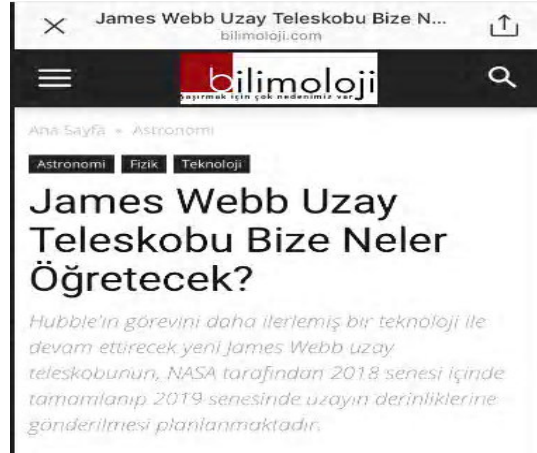 James Webb Uzay Teleskobu Bize N...
bilimoloji.com
bilimoloji
şaşırmak için çok nedenimiz var
Ana Sayfa » Astronomi
Astronomi Fizik Teknoloji
James Webb Uzay
Teleskobu Bize Neler
Öğretecek?
Hubble'ın görevini daha ilerlemiş bir teknoloji ile
devam ettirecek yeni James Webb uzay
teleskobunun, NASA tarafından 2018 senesi içinde
tamamlanıp 2019 senesinde uzayın derinliklerine
gönderilmesi planlanmaktadır.